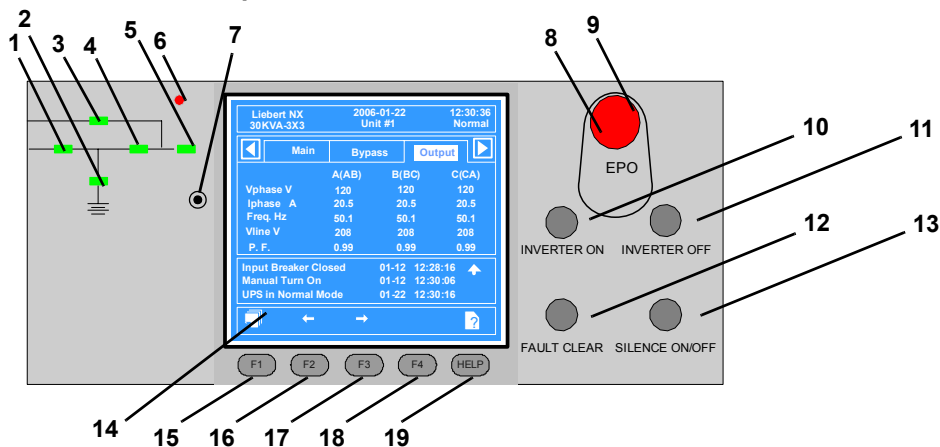 2
1 3 4 5 6 7 8 9
Liebert NX 2006-01-22 12:30:36
30KVA-3X3 Unit #1 Normal
Main Bypass Output
A(AB) B(BC) C(CA)
Vphase V 120 120 120
Iphase A 20.5 20.5 20.5
Freq. Hz 50.1 50.1 50.1
Vline V 208 208 208
P. F. 0.99 0.99 0.99
Input Breaker Closed 01-12 12:28:16
Manual Turn On 01-12 12:30:06
UPS in Normal Mode 01-22 12:30:16
?
F1 F2 F3 F4 HELP
EPO
10 11
INVERTER ON INVERTER OFF
12 13
FAULT CLEAR SILENCE ON/OFF
14 15 16 17 18 19